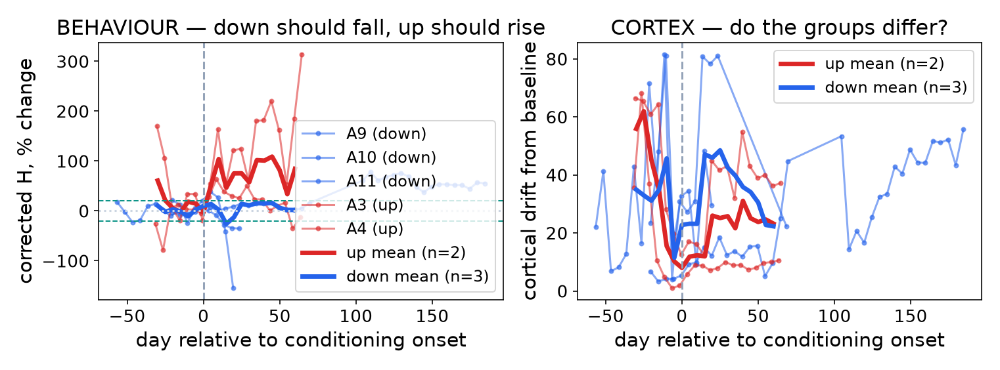 BEHAVIOUR — down should fall, up should rise
corrected H, % change
300
200
100
0
−100
−50
0
50
100
150
day relative to conditioning onset
A9 (down)
A10 (down)
A11 (down)
A3 (up)
A4 (up)
up mean (n=2)
down mean (n=3)
CORTEX — do the groups differ?
cortical drift from baseline
80
60
40
20
0
−50
0
50
100
150
day relative to conditioning onset
up mean (n=2)
down mean (n=3)